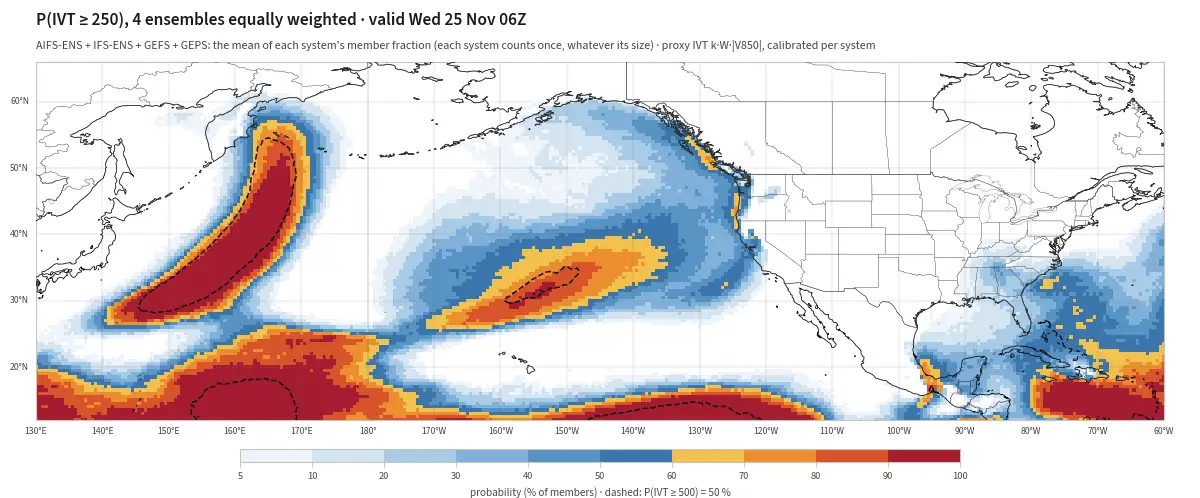 P(IVT ≥ 250), 4 ensembles equally weighted · valid Wed 25 Nov 06Z
AIFS-ENS + IFS-ENS + GEFS + GEPS: the mean of each system's member fraction (each system counts once, whatever its size) · proxy IVT k·W·|V850|, calibrated per system
60°N
50°N
40°N
30°N
20°N
130°E 140°E 150°E 160°E 170°E 180° 170°W 160°W 150°W 140°W 130°W 120°W 110°W 100°W 90°W 80°W 70°W 60°W
5 10 20 30 40 50 60 70 80 90 100
probability (% of members) · dashed: P(IVT ≥ 500) = 50 %